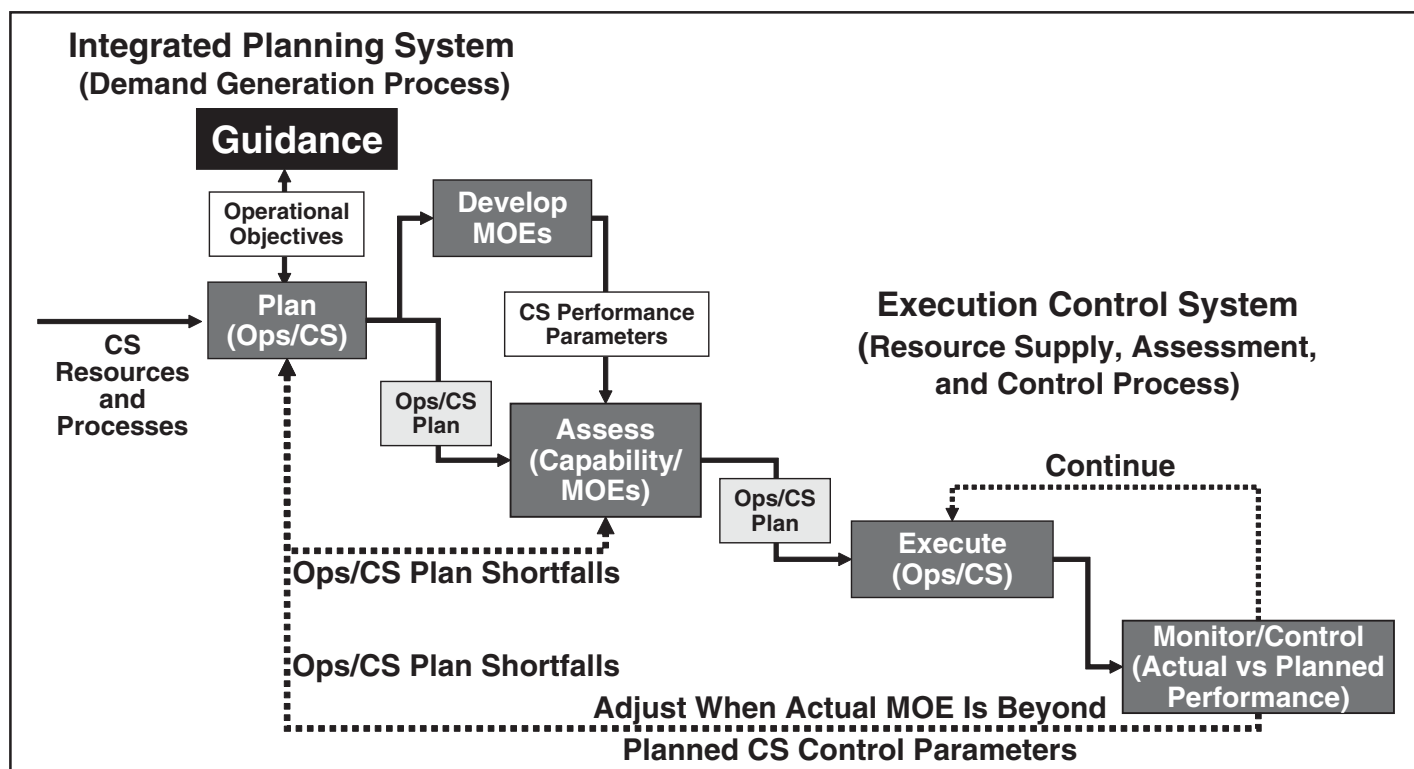 Integrated Planning System
(Demand Generation Process)
Guidance
Operational
Objectives
Develop
MOEs
Plan
(Ops/CS)
CS Performance
Parameters
CS
Resources
and
Processes
Ops/CS
Plan
Assess
(Capability/
MOEs)
Execution Control System
(Resource Supply, Assessment,
and Control Process)
Continue
Ops/CS
Plan
Execute
(Ops/CS)
Ops/CS Plan Shortfalls
Monitor/Control
(Actual vs Planned
Performance)
Ops/CS Plan Shortfalls
Adjust When Actual MOE Is Beyond
Planned CS Control Parameters